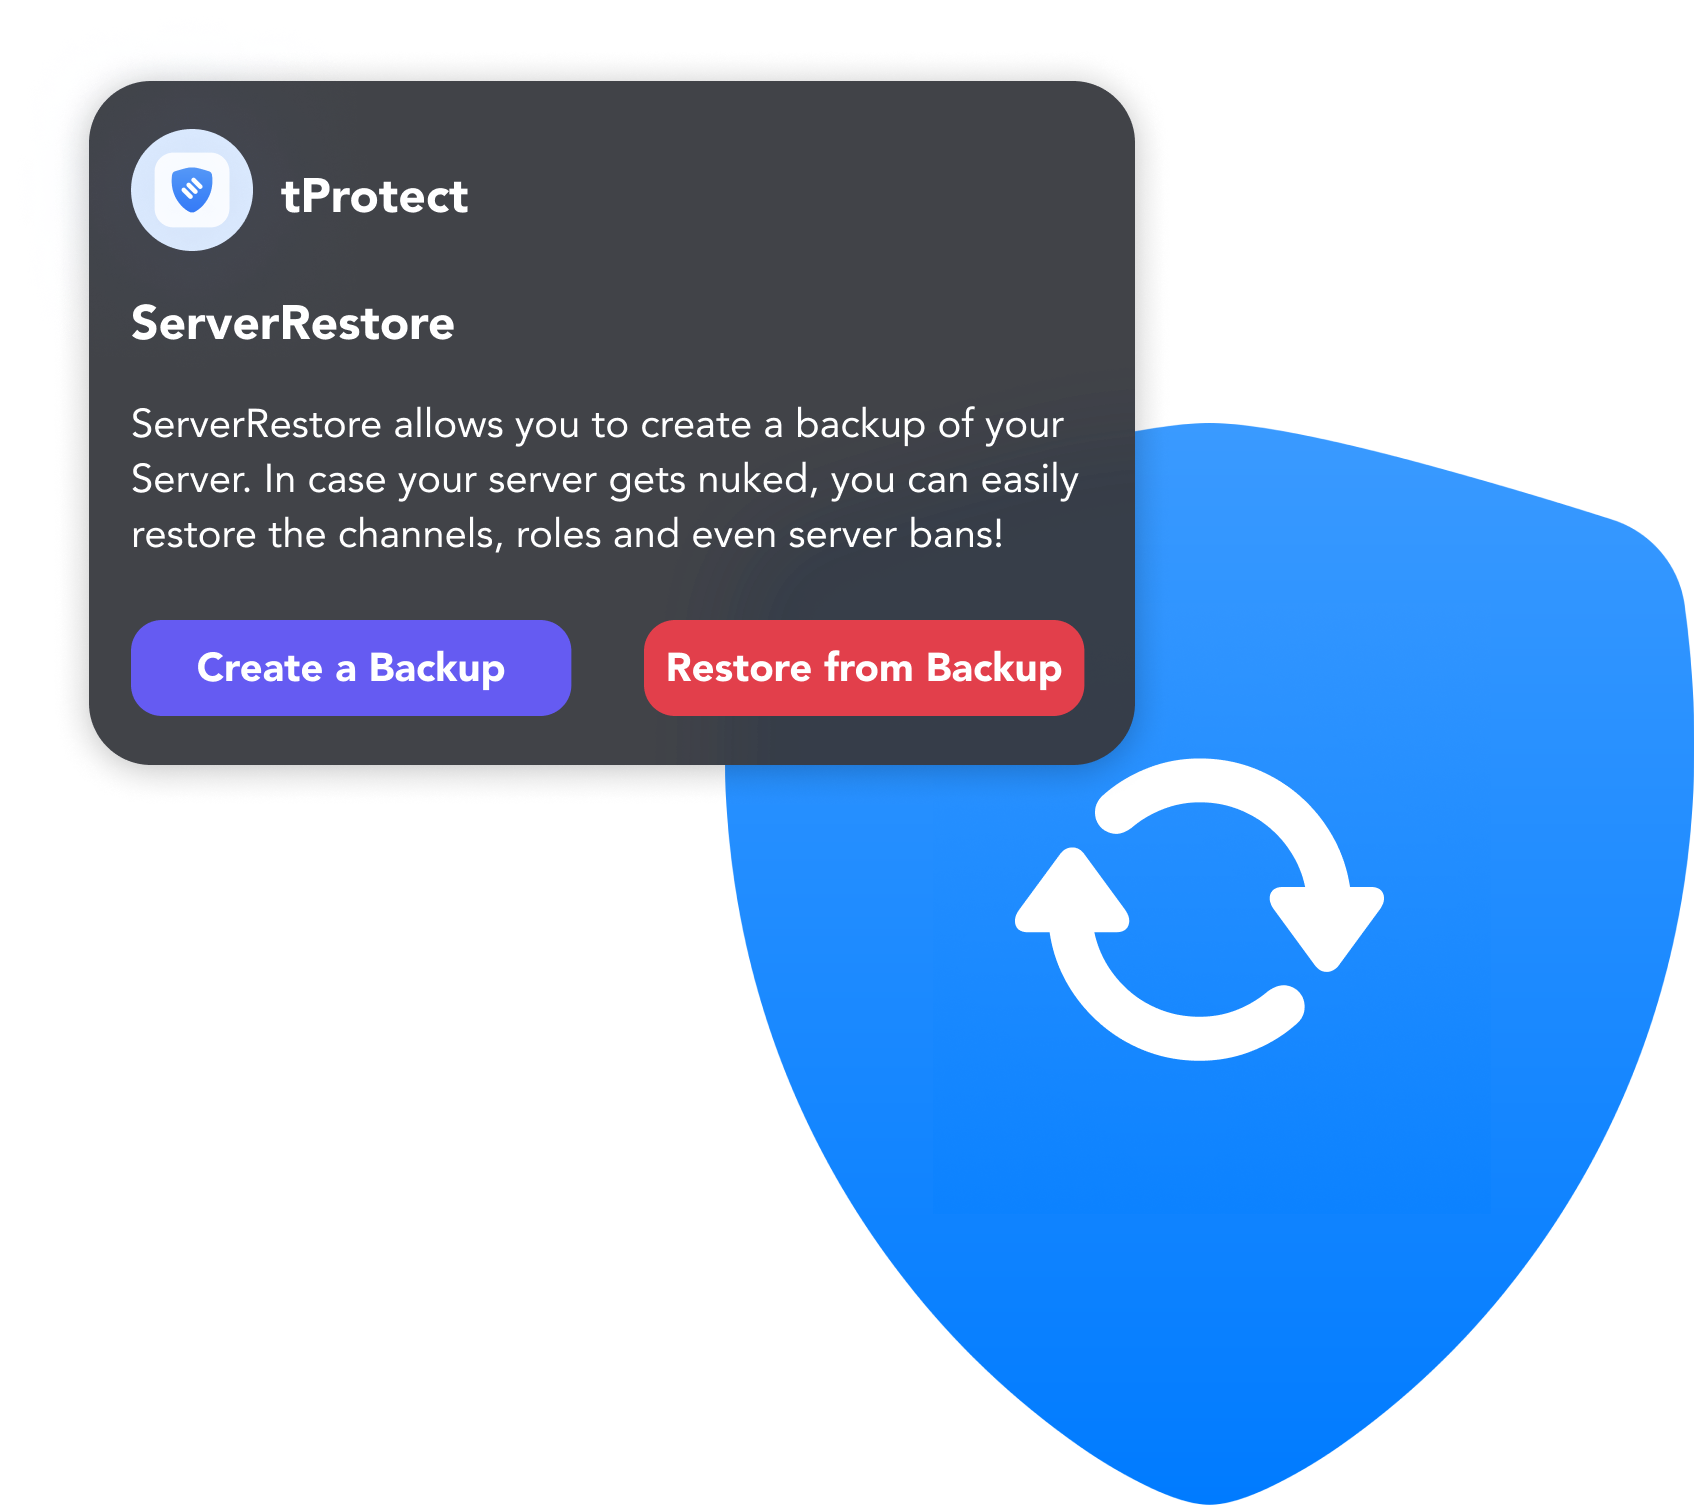 tProtect
ServerRestore
ServerRestore allows you to create a backup of your
Server. In case your server gets nuked, you can easily
restore the channels, roles and even server bans!
Create a Backup
Restore from Backup